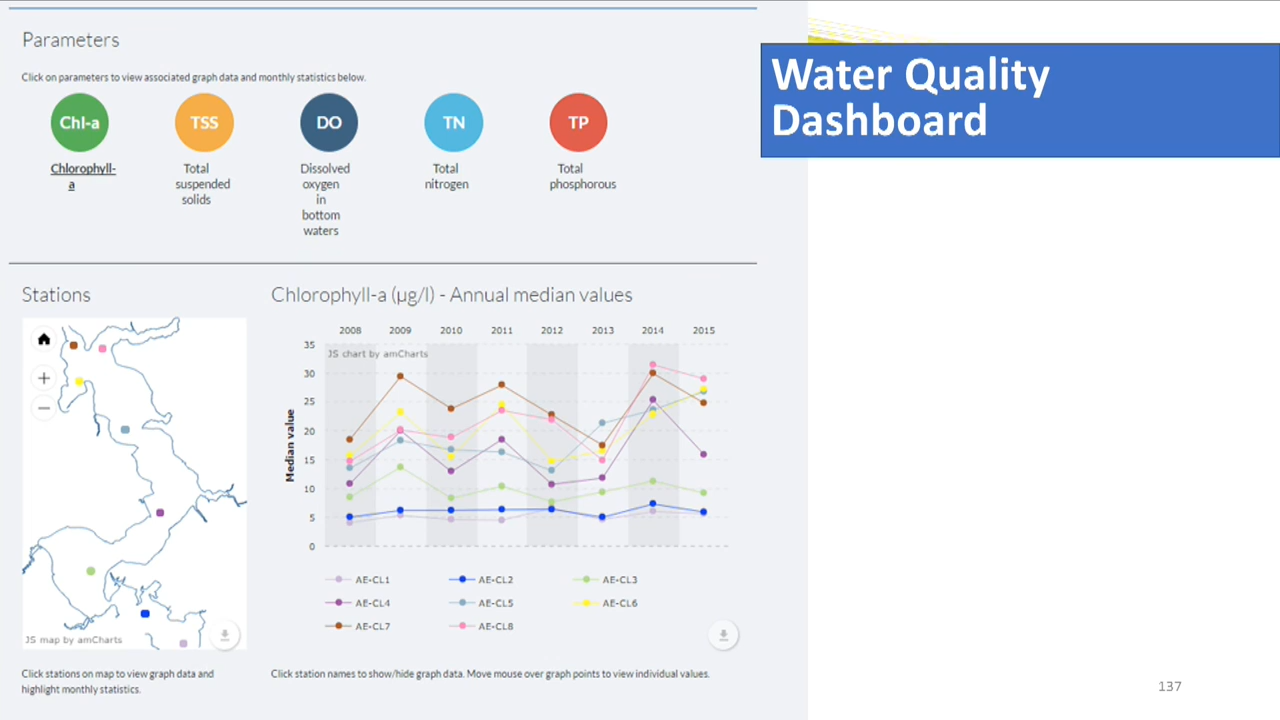 Water Quality
Dashboard
Parameters
Click on parameters to view associated graph data and monthly statistics below.
Chl-a
TSS
DO
TN
TP
Chlorophyll-
a
Total
suspended
solids
Dissolved
oxygen
in
bottom
waters
Total
nitrogen
Total
phosphorous
Stations
JS map by amCharts
Click stations on map to view graph data and
highlight monthly statistics.
Chlorophyll-a (µg/l) - Annual median values
2008 2009 2010 2011 2012 2013 2014 2015
JS chart by amCharts
Median value
35
30
25
20
15
10
5
0
AE-CL1 AE-CL2 AE-CL3
AE-CL4 AE-CL5 AE-CL6
AE-CL7 AE-CL8
Click station names to show/hide graph data. Move mouse over graph points to view individual values.
137